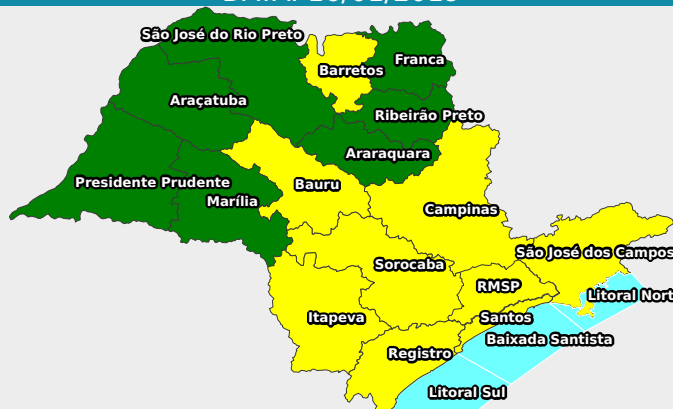 São José do Rio Preto
Franca
Barretos
Araçatuba
Ribeirão Preto
Araraquara
Presidente Prudente
Bauru
Marília
Campinas
São José dos Campos
Sorocaba
RMSP
Litoral Nort
Itapeva
Santos
Baixada Santista
Registro
Litoral Sul